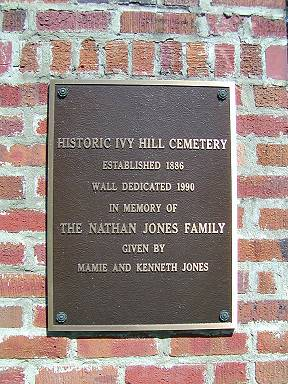 HISTORIC IVY HILL CEMETERY
ESTABLISHED 1886
WALL DEDICATED 1990
IN MEMORY OF
THE NATHAN JONES FAMILY
GIVEN BY
MAMIE AND KENNETH JONES